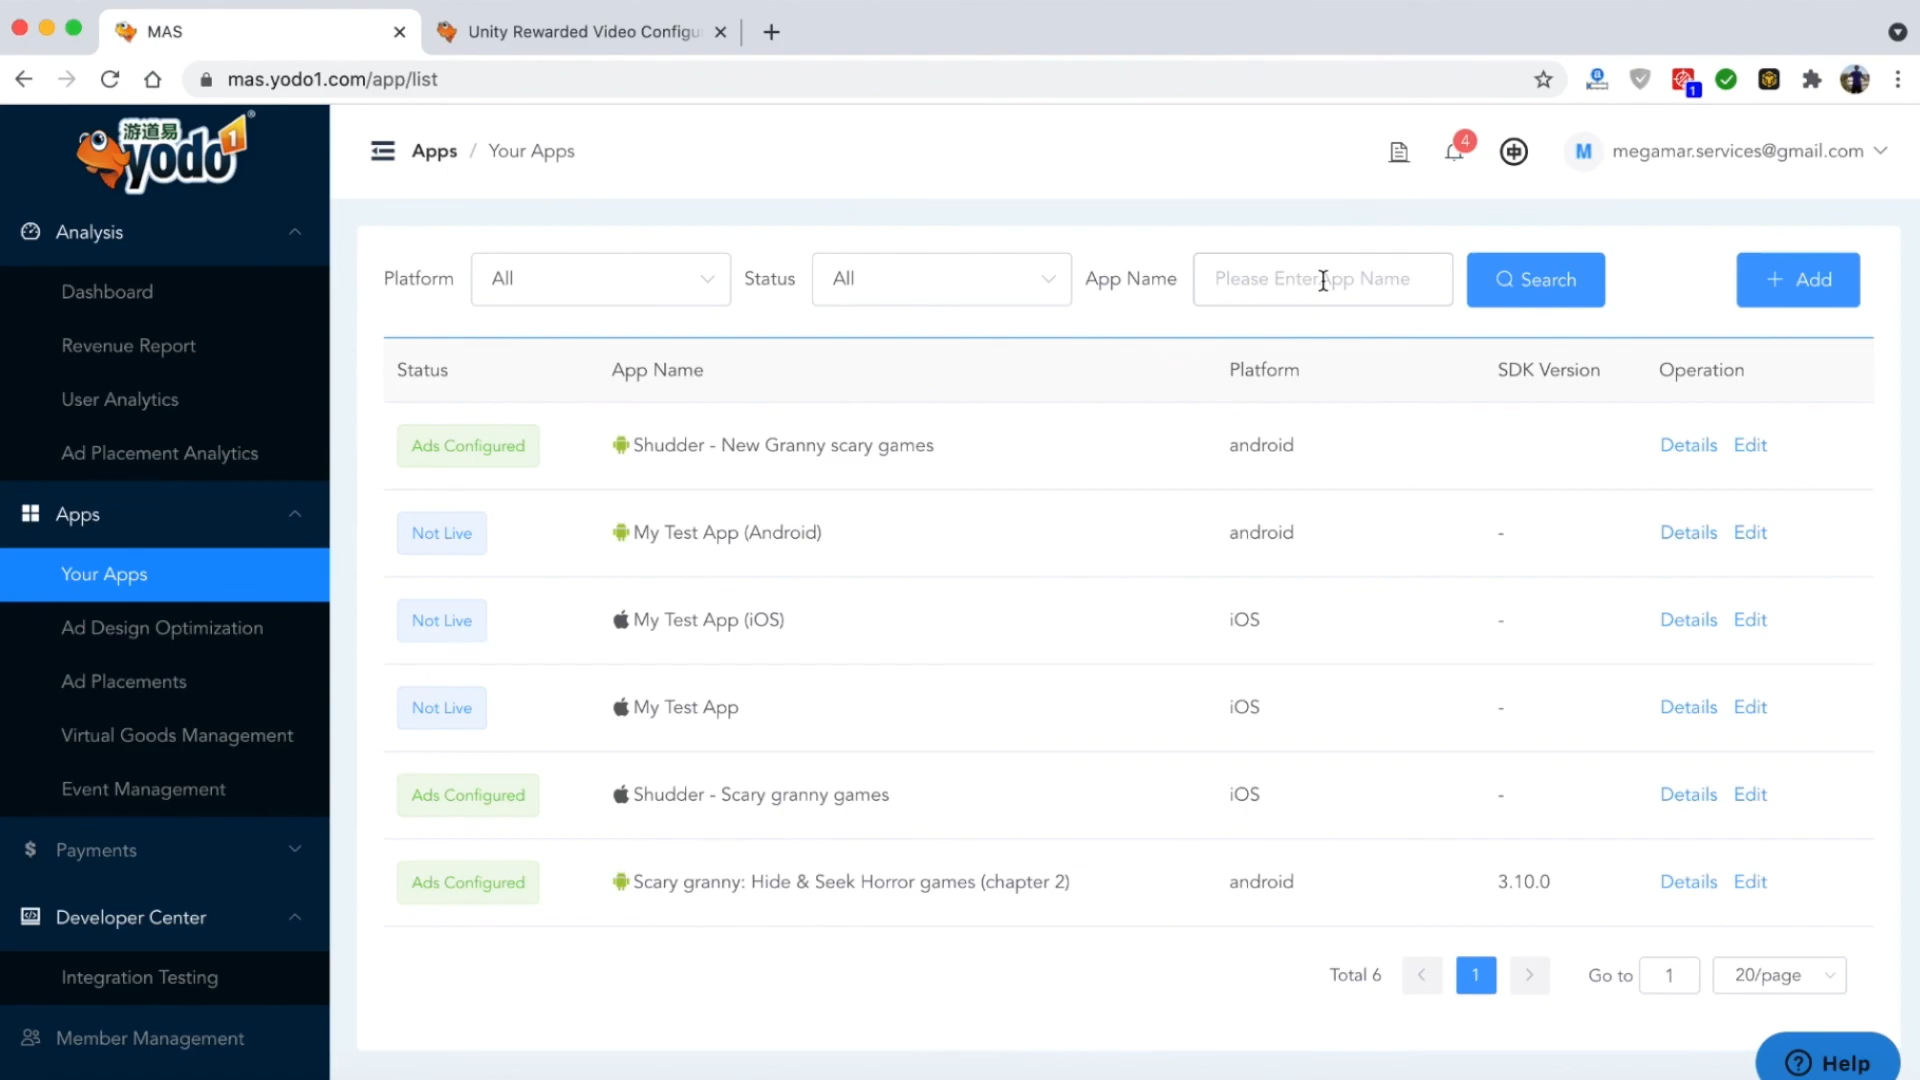 MAS
Unity Rewarded Video Configu
mas.yodo1.com/app/list
1
游道易
yodo1
®
Apps / Your Apps
4
中
M
megamar.services@gmail.com
Analysis
Dashboard
Revenue Report
User Analytics
Ad Placement Analytics
Apps
Your Apps
Ad Design Optimization
Ad Placements
Virtual Goods Management
Event Management
Payments
Developer Center
Integration Testing
Member Management
Platform All Status All App Name Please Enter App Name Search + Add
Status App Name Platform SDK Version Operation
Ads Configured Shudder - New Granny scary games android Details Edit
Not Live My Test App (Android) android - Details Edit
Not Live My Test App (iOS) iOS - Details Edit
Not Live My Test App iOS - Details Edit
Ads Configured Shudder - Scary granny games iOS - Details Edit
Ads Configured Scary granny: Hide & Seek Horror games (chapter 2) android 3.10.0 Details Edit
Total 6 < 1 > Go to 1 20/page
? Help